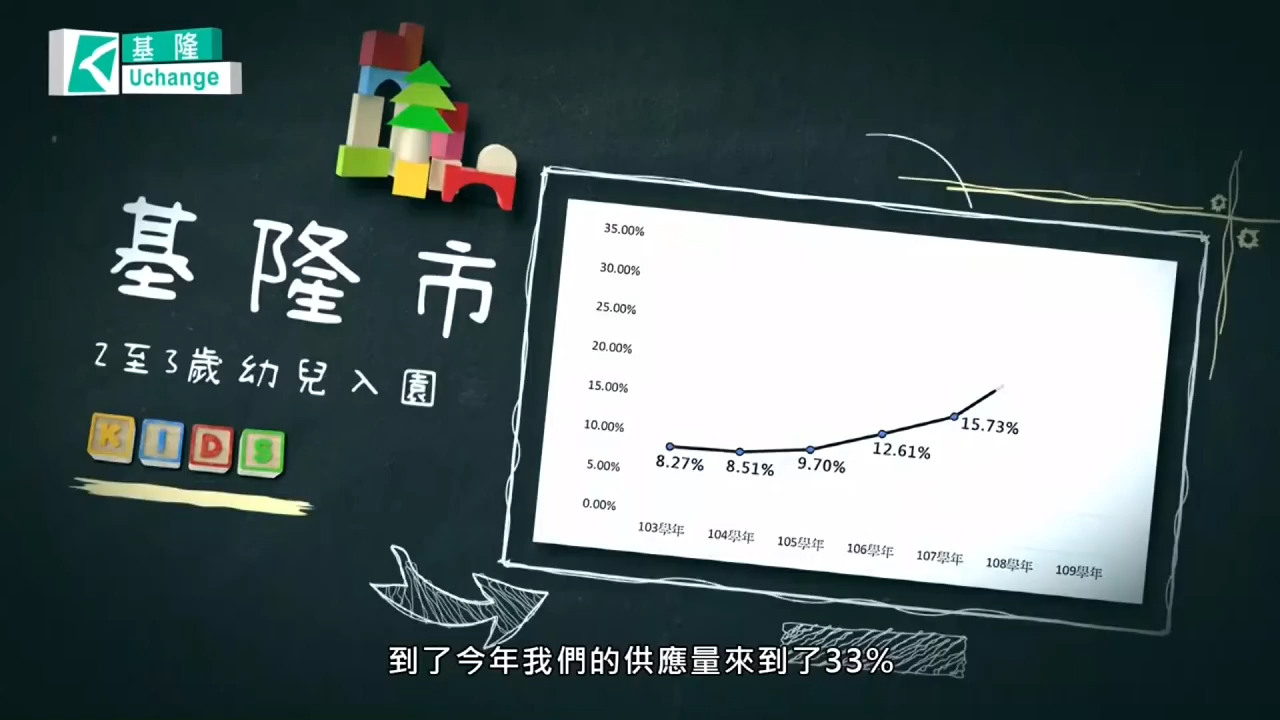 基隆
Uchange
基隆市
2至3歲幼兒入園
KIDS
35.00%
30.00%
25.00%
20.00%
15.00%
10.00%
5.00%
0.00%
8.27%
8.51%
9.70%
12.61%
15.73%
103學年
104學年
105學年
106學年
107學年
108學年
109學年
到了今年我們的供應量來到了33%